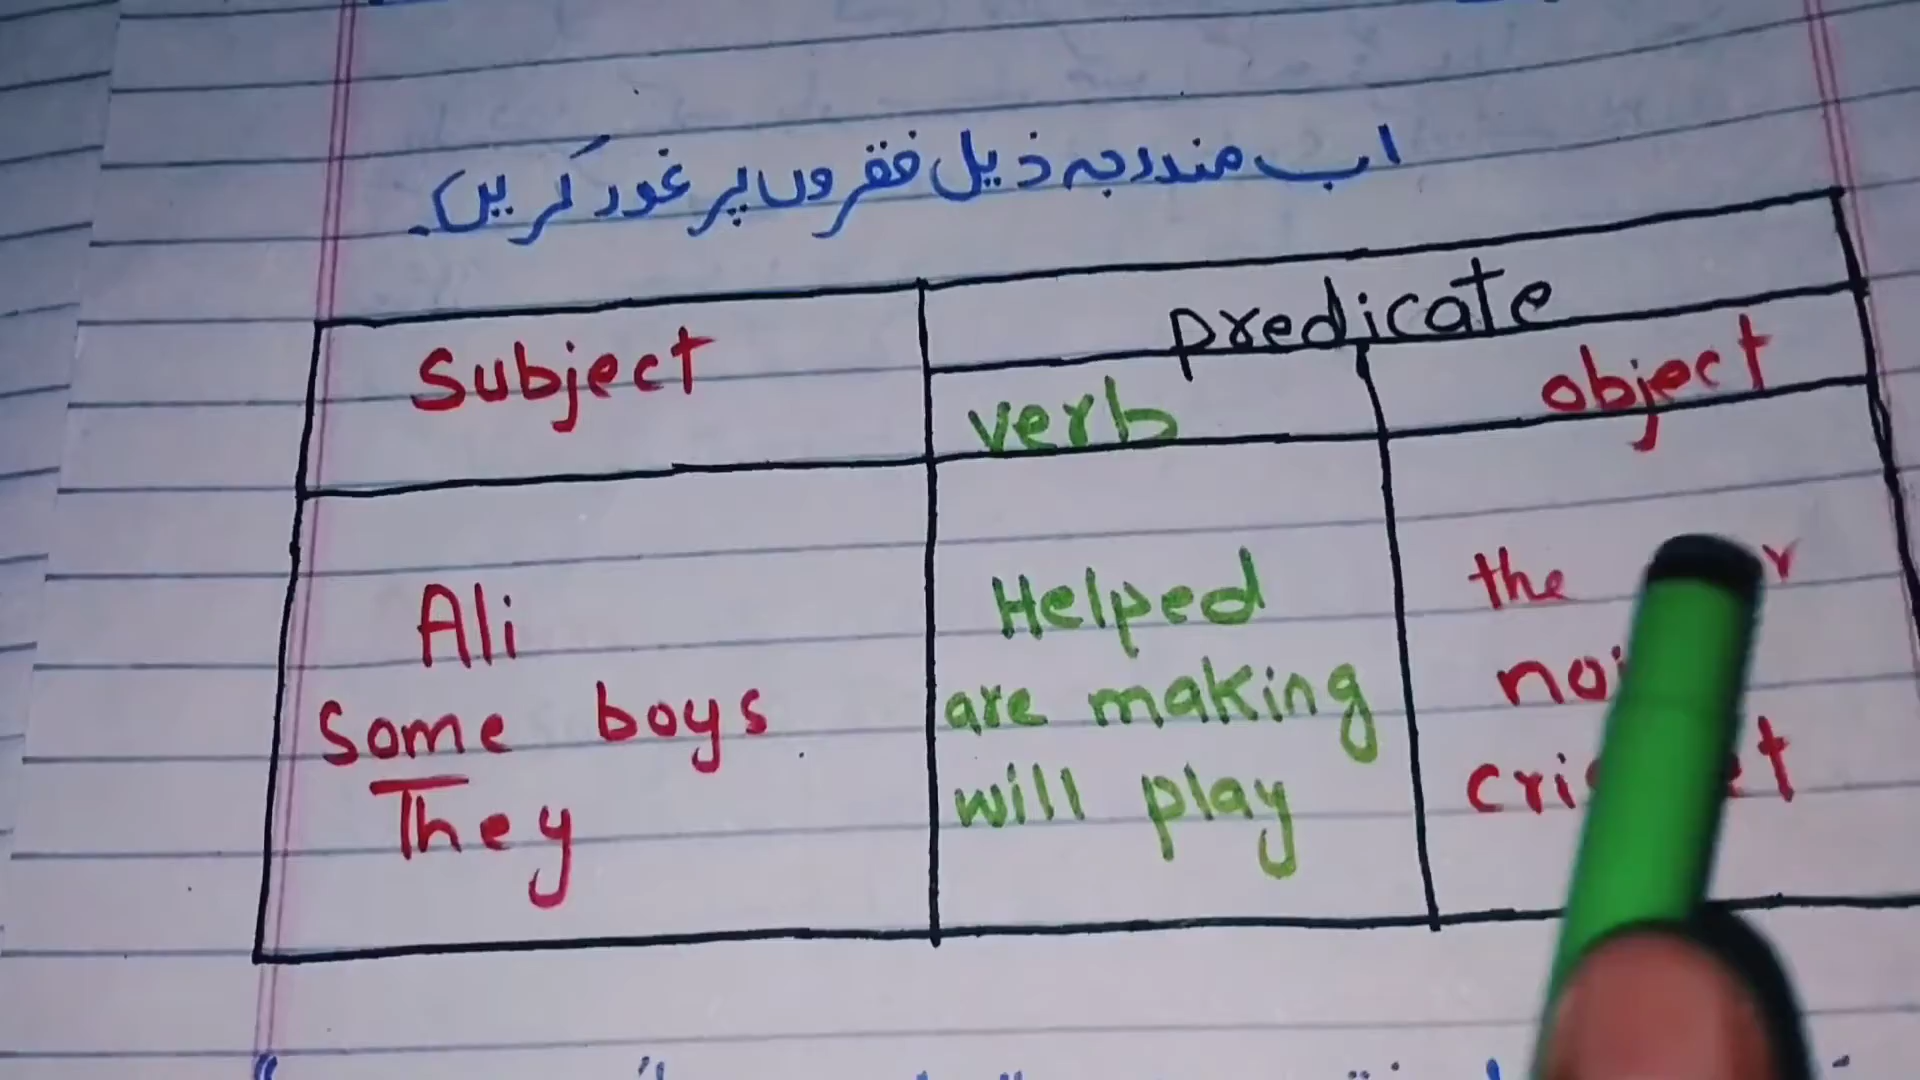 اب مندرجہ ذیل فقروں پر غور کریں۔
Subject predicate
verb object
Ali Helped the
Some boys are making
They will play